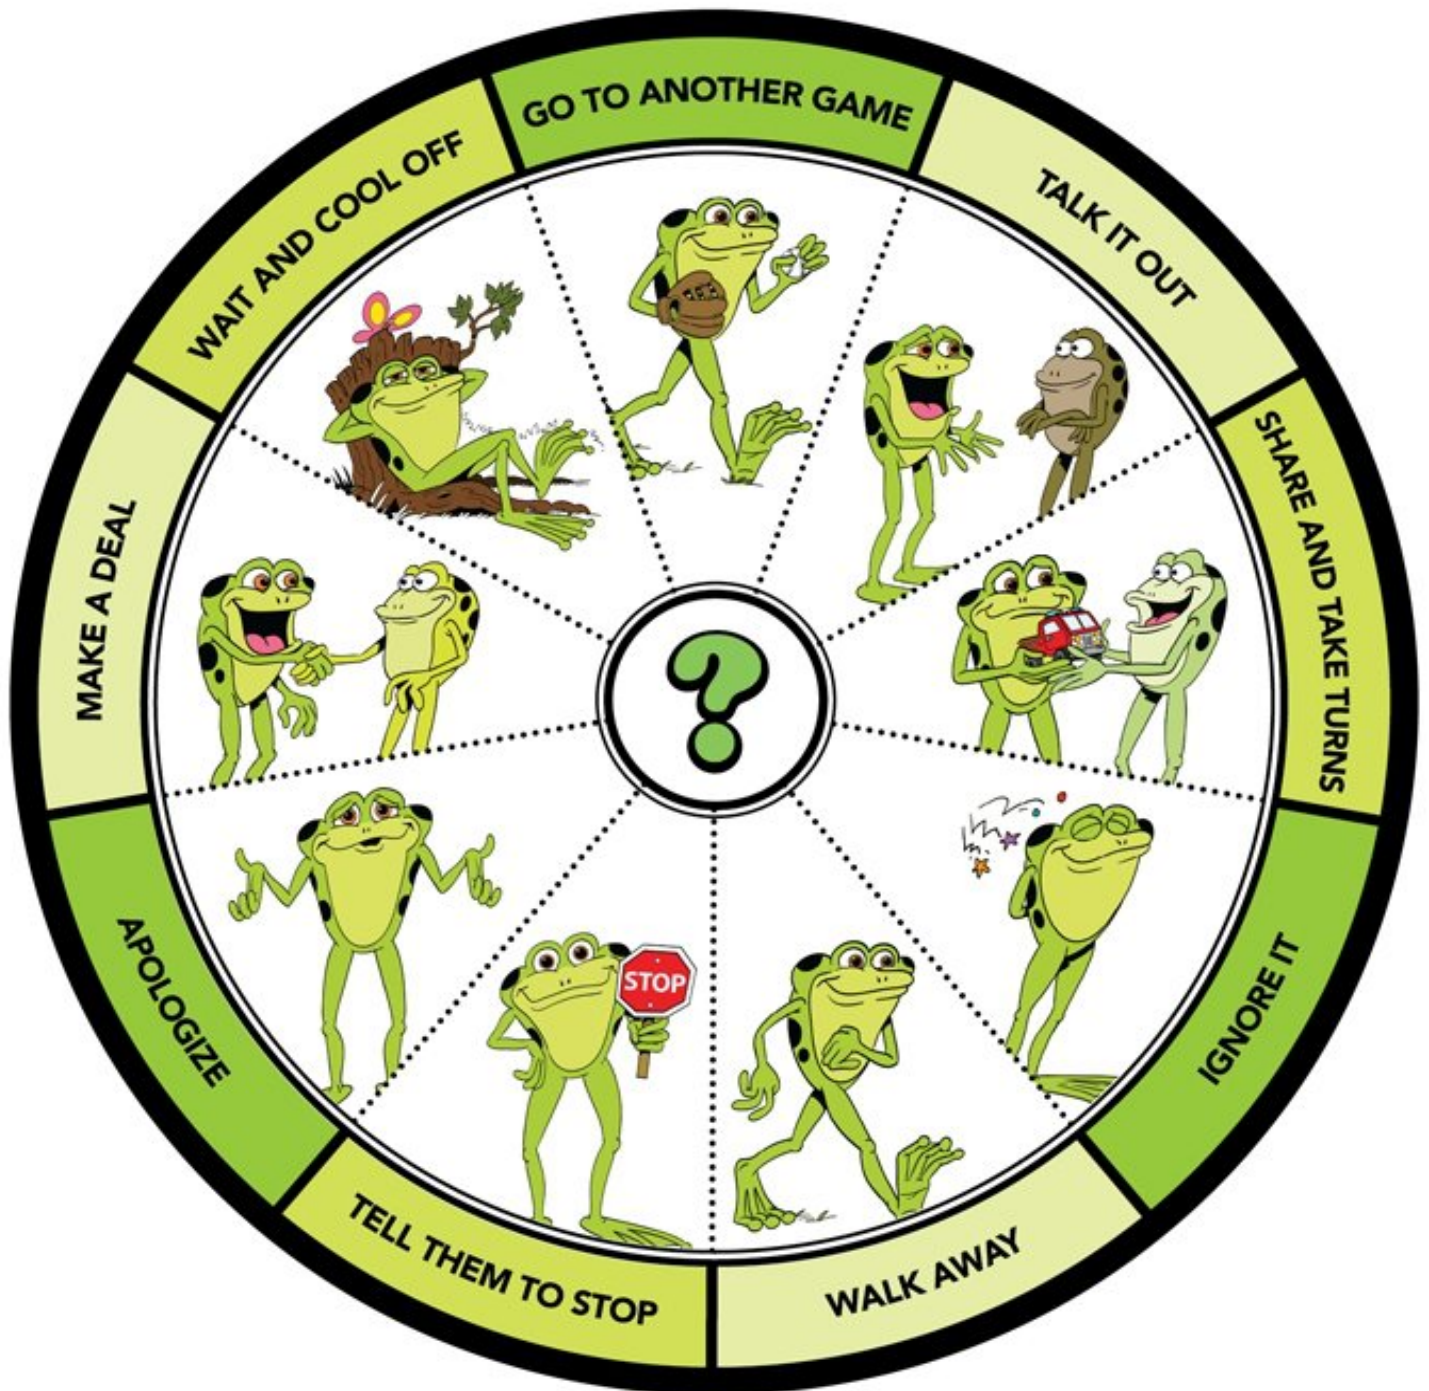 GO TO ANOTHER GAME
TALK IT OUT
SHARE AND TAKE TURNS
IGNORE IT
WALK AWAY
TELL THEM TO STOP
APOLOGIZE
MAKE A DEAL
WAIT AND COOL OFF
?
STOP